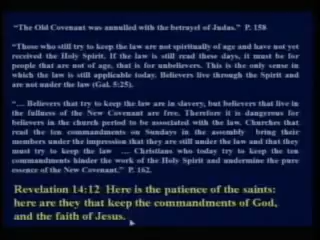 "The Old Covenant was annulled with the betrayel of Judas." P. 158
"Those who still try to keep the law are not spiritually of age and have not yet
received the Holy Spirit. If the law is still read these days, it must be for
people that are not of age, that is for unbelievers. This is the only sense in
which the law is still applicable today. Believers live through the Spirit and
are not under the law (Gal. 5:25).
"… Believers that try to keep the law are in slavery, but believers that live in
the fullness of the New Covenant are free. Therefore it is dangerous for
believers in the church period to be associated with the law. Churches that
read the ten commandments on Sundays in the assembly bring their
members under the impression that they are still under the law and that they
must try to keep the law … Christians who today try to keep the ten
commandments hinder the work of the Holy Spirit and undermine the pure
essence of the New Covenant." P. 162.
Revelation 14:12 Here is the patience of the saints:
here are they that keep the commandments of God,
and the faith of Jesus.